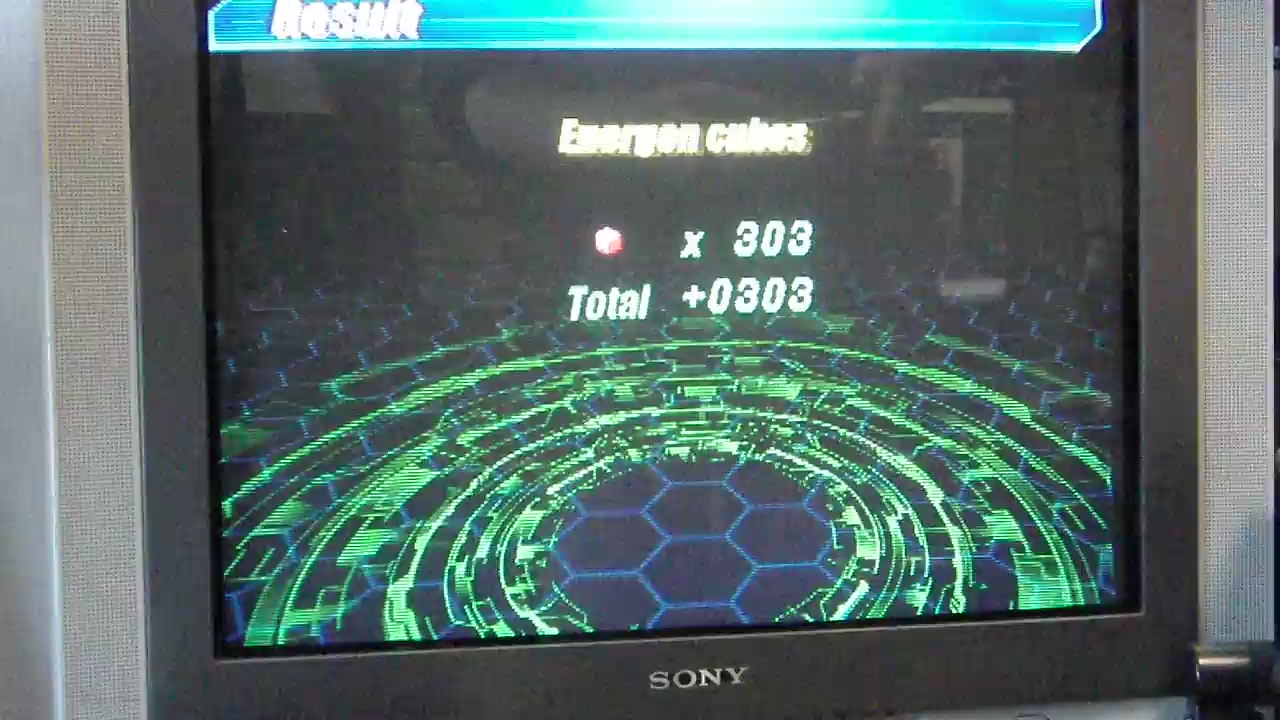 Result
Energon cubes
x 303
Total +0303
SONY